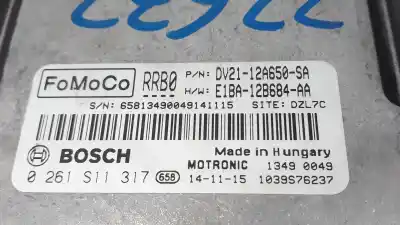 FoMoCo RRB0 P/N: DV21-12A650-SA
H/W: E1BA-12B684-AA
S/N: 65813490049141115 SITE: DZL7C
BOSCH Made in Hungary
MOTRONIC 1349 0049
0 261 S11 317 658 14-11-15 1039S76237